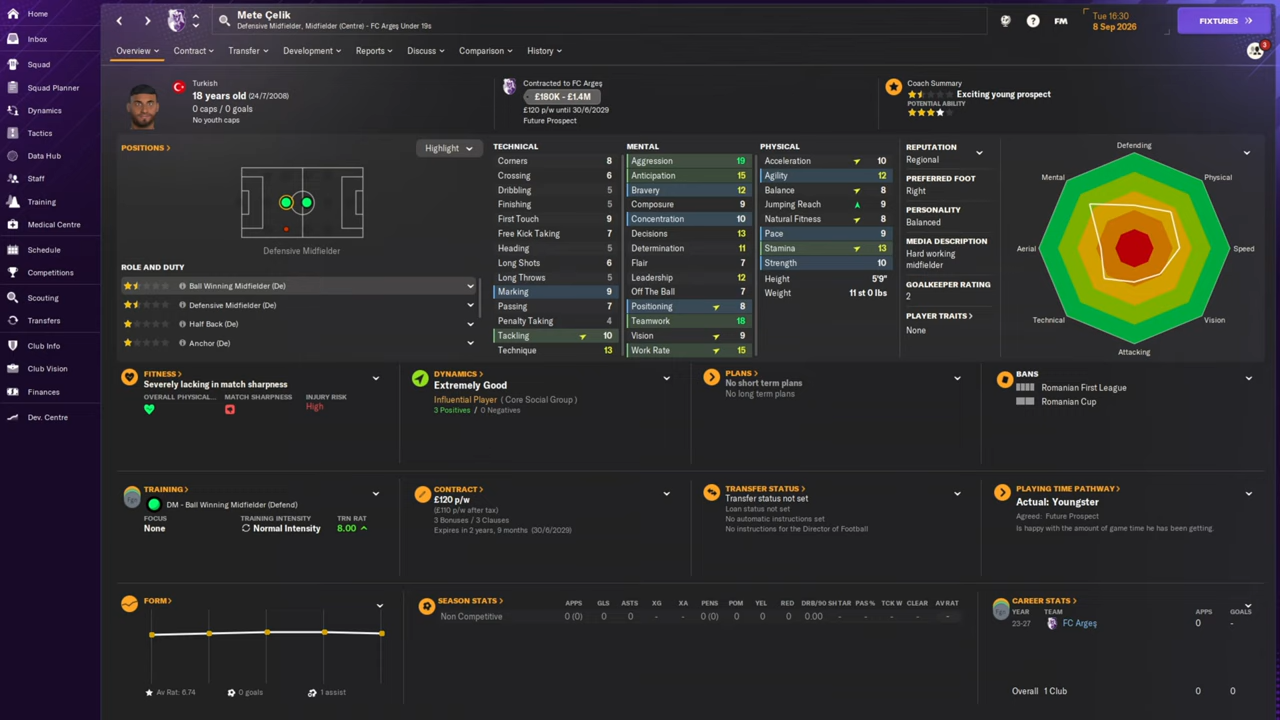 Home
Inbox
Squad
Squad Planner
Dynamics
Tactics
Data Hub
Staff
Training
Medical Centre
Schedule
Competitions
Scouting
Transfers
Club Info
Club Vision
Finances
Dev. Centre
Mete Çelik
Defensive Midfielder, Midfielder (Centre) - FC Argeş Under 19s
FM
Tue 16:30
8 Sep 2026
FIXTURES
Overview
Contract
Transfer
Development
Reports
Discuss
Comparison
History
3
Turkish
18 years old (24/7/2008)
0 caps / 0 goals
No youth caps
Contracted to FC Argeş
£180K - £1.4M
£120 p/w until 30/6/2029
Future Prospect
Coach Summary
Exciting young prospect
POTENTIAL ABILITY
POSITIONS
Highlight
Defensive Midfielder
ROLE AND DUTY
Ball Winning Midfielder (De)
Defensive Midfielder (De)
Half Back (De)
Anchor (De)
TECHNICAL
Corners 8
Crossing 6
Dribbling 5
Finishing 5
First Touch 9
Free Kick Taking 7
Heading 5
Long Shots 6
Long Throws 5
Marking 9
Passing 7
Penalty Taking 4
Tackling 10
Technique 13
MENTAL
Aggression 19
Anticipation 15
Bravery 12
Composure 9
Concentration 10
Decisions 13
Determination 11
Flair 7
Leadership 12
Off The Ball 7
Positioning 8
Teamwork 18
Vision 9
Work Rate 15
PHYSICAL
Acceleration 10
Agility 12
Balance 8
Jumping Reach 9
Natural Fitness 8
Pace 9
Stamina 13
Strength 10
Height 5'9"
Weight 11 st 0 lbs
REPUTATION
Regional
PREFERRED FOOT
Right
PERSONALITY
Balanced
MEDIA DESCRIPTION
Hard working
midfielder
GOALKEEPER RATING
2
PLAYER TRAITS
None
Defending
Mental
Physical
Aerial
Speed
Technical
Vision
Attacking
FITNESS
Severely lacking in match sharpness
OVERALL PHYSICAL... MATCH SHARPNESS INJURY RISK
High
DYNAMICS
Extremely Good
Influential Player ( Core Social Group )
3 Positives / 0 Negatives
PLANS
No short term plans
No long term plans
BANS
Romanian First League
Romanian Cup
TRAINING
DM - Ball Winning Midfielder (Defend)
FOCUS TRAINING INTENSITY TRN RAT
None Normal Intensity 8.00
CONTRACT
£120 p/w
(£110 p/w after tax)
3 Bonuses / 3 Clauses
Expires in 2 years, 9 months (30/6/2029)
TRANSFER STATUS
Transfer status not set
Loan status not set
No automatic instructions set
No instructions for the Director of Football
PLAYING TIME PATHWAY
Actual: Youngster
Agreed: Future Prospect
Is happy with the amount of game time he has been getting.
FORM
Av Rat: 6.74 0 goals 1 assist
SEASON STATS APPS GLS ASTS XG XA PENS POM YEL RED DRB/90 SH TAR PAS % TCK W CLEAR AV RAT
Non Competitive 0 (0) 0 0 - - 0 (0) 0 0 0 0.00 - - - - -
CAREER STATS
YEAR TEAM APPS GOALS
23-27 FC Argeş 0 -
Overall 1 Club 0 0